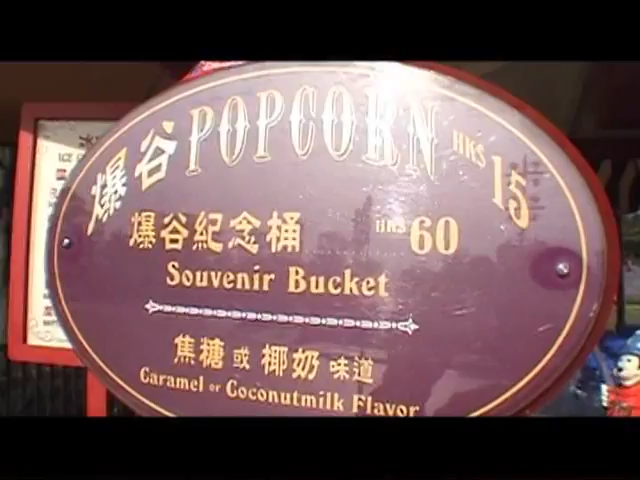 爆谷 POPCORN HK$ 15
爆谷紀念桶 HK$ 60
Souvenir Bucket
焦糖 或 椰奶 味道
Caramel or Coconutmilk Flavor